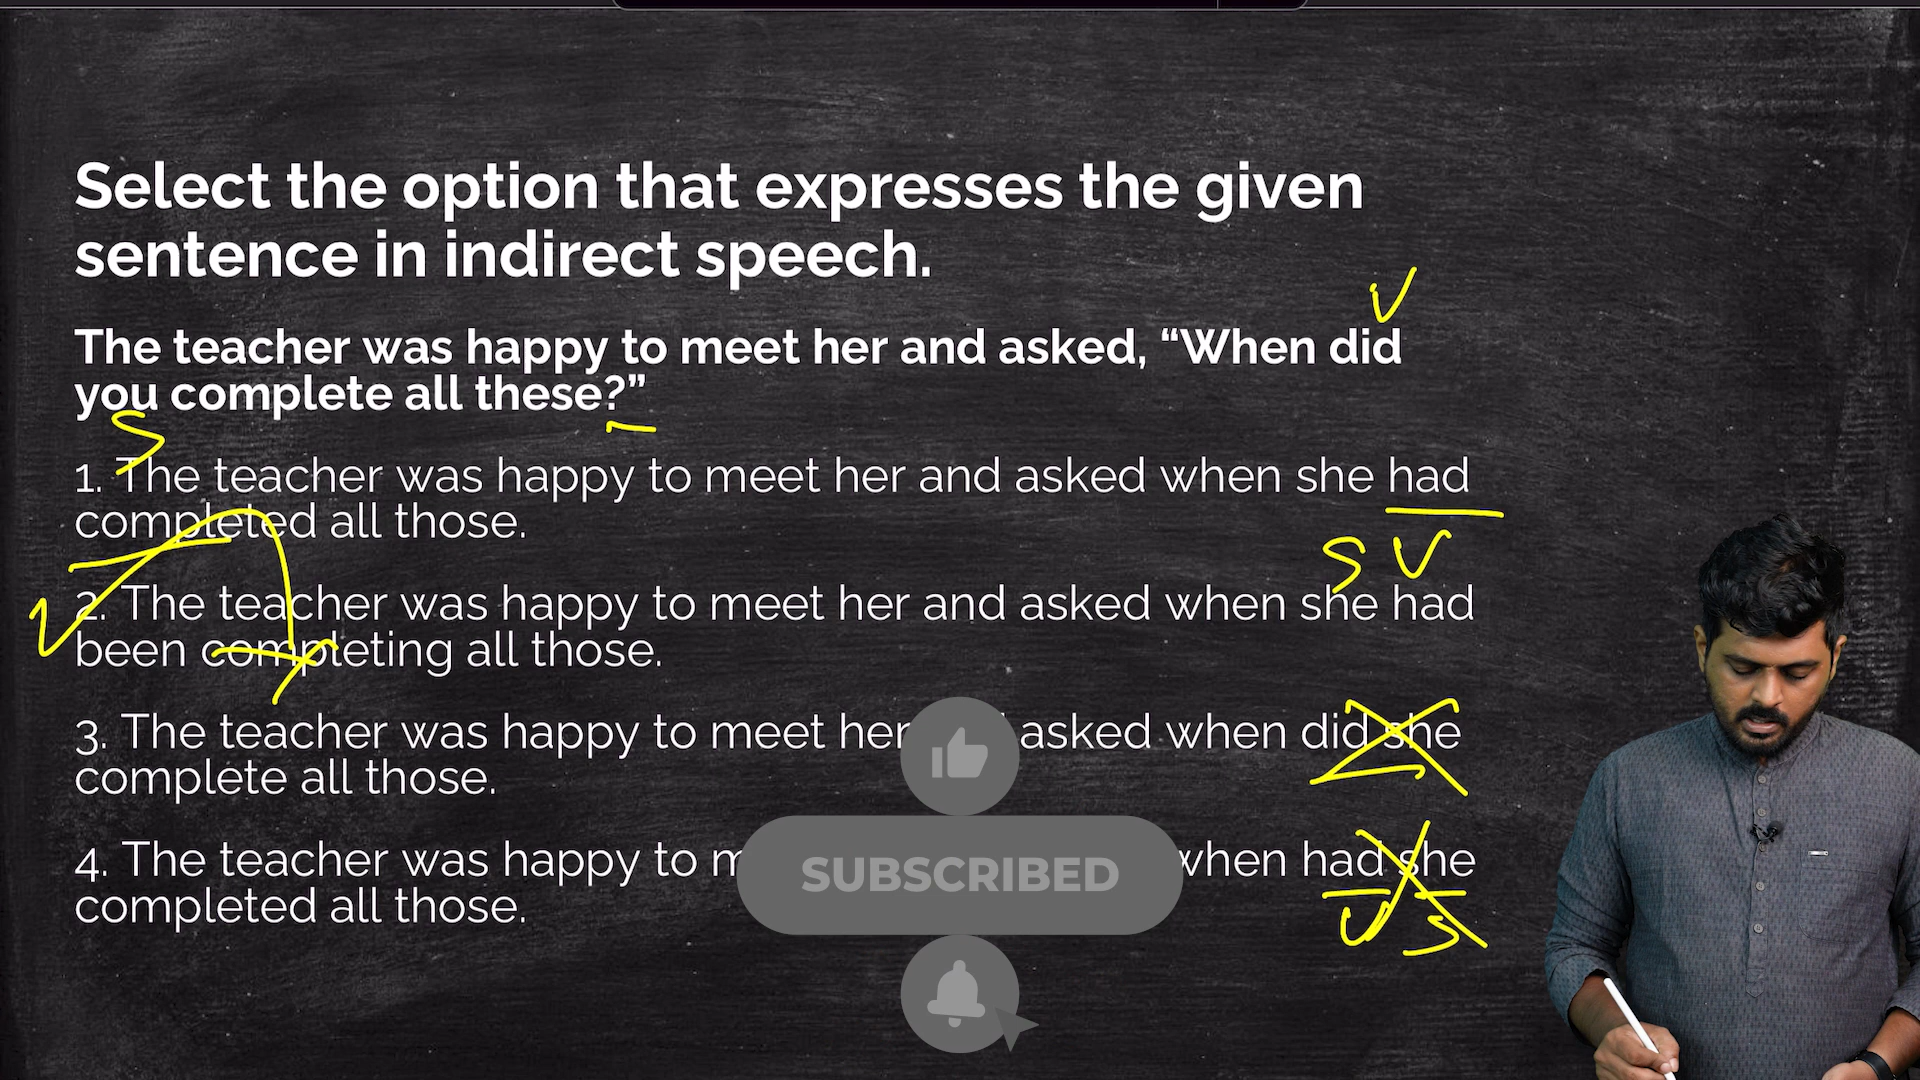 Select the option that expresses the given
sentence in indirect speech.
The teacher was happy to meet her and asked, “When did
you complete all these?”
1. The teacher was happy to meet her and asked when she had
completed all those.
2. The teacher was happy to meet her and asked when she had
been completing all those.
3. The teacher was happy to meet her asked when did she
complete all those.
4. The teacher was happy to when had she
completed all those.
SUBSCRIBED
V
S
S V
V S